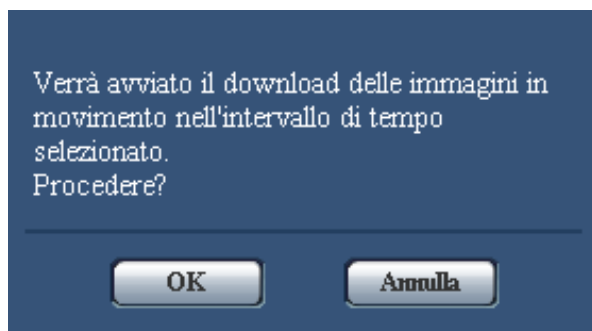 Verrà avviato il download delle immagini in
movimento nell'intervallo di tempo
selezionato.
Procedere?
OK
Annulla